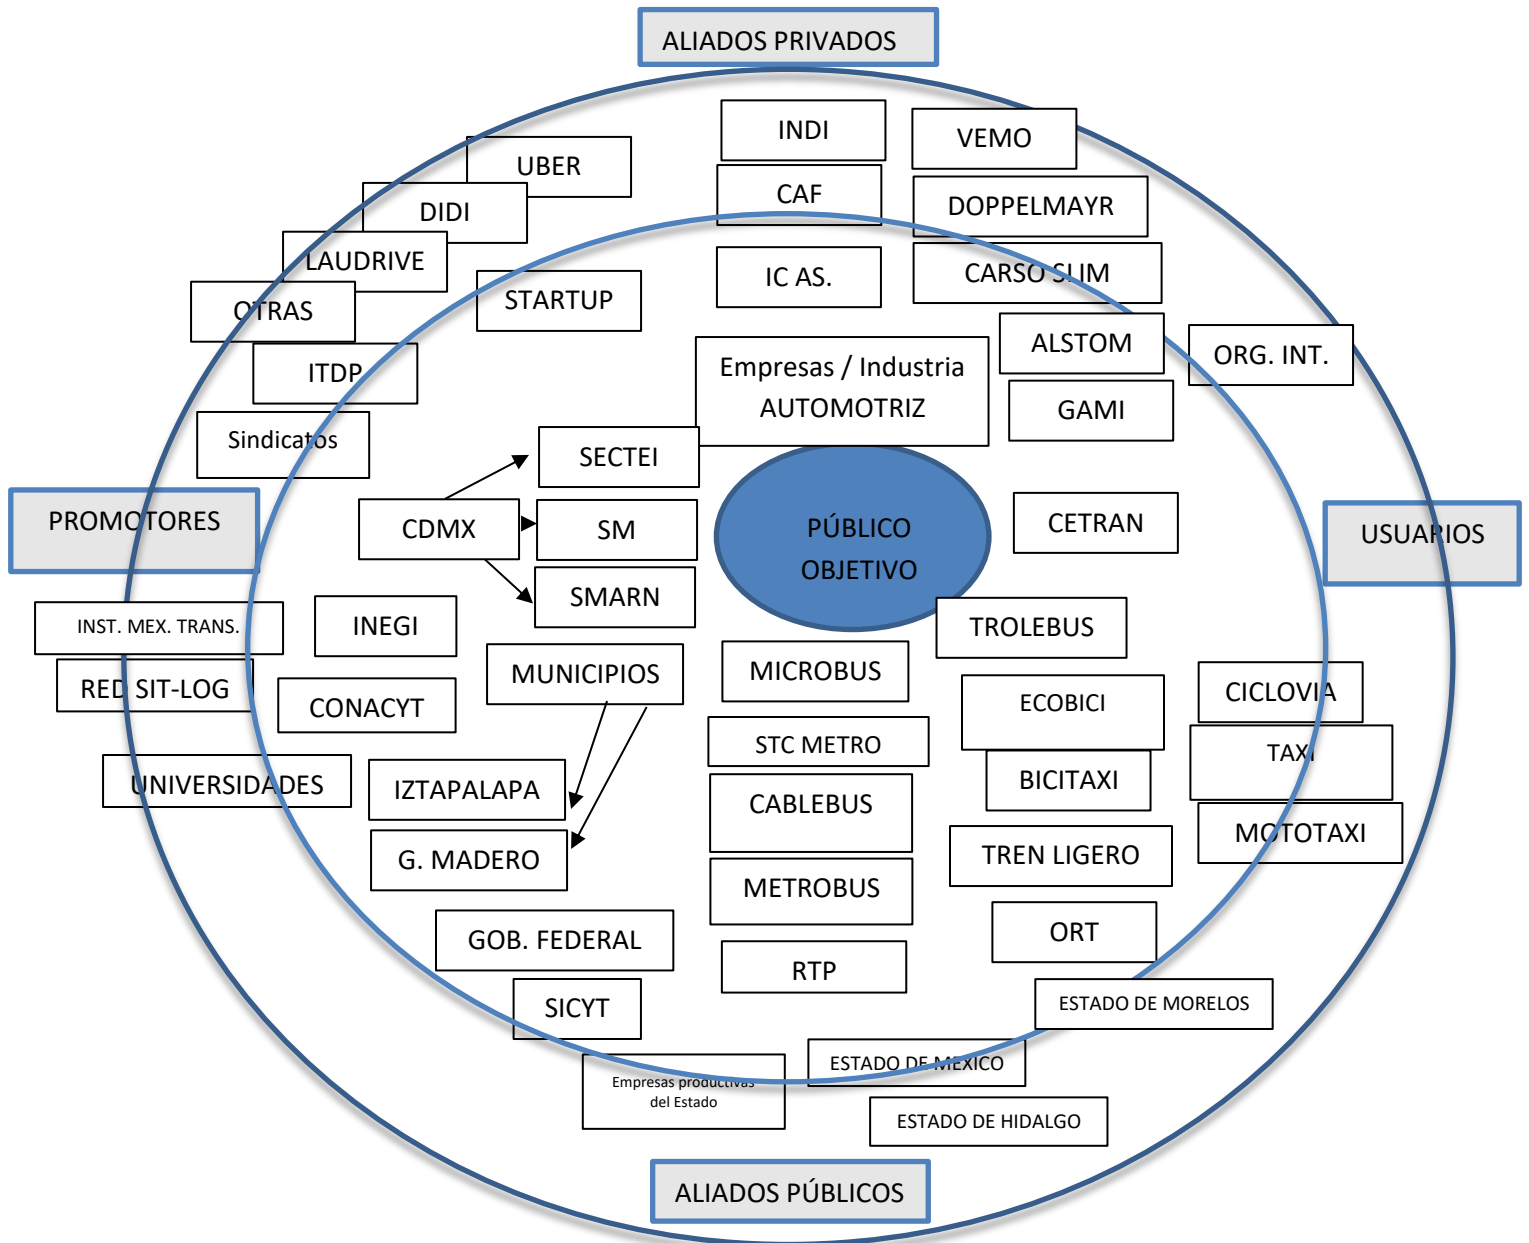 ALIADOS PRIVADOS
INDI
VEMO
UBER
CAF
DOPPELMAYR
DIDI
LAUDRIVE
IC AS.
CARSO SLIM
STARTUP
OTRAS
ALSTOM
ORG. INT.
ITDP
Empresas / Industria
AUTOMOTRIZ
GAMI
Sindicatos
SECTEI
PROMOTORES
CDMX
SM
PÚBLICO
OBJETIVO
CETRAN
USUARIOS
SMARN
INST. MEX. TRANS.
INEGI
TROLEBUS
RED SIT-LOG
MUNICIPIOS
MICROBUS
CICLOVIA
CONACYT
ECOBICI
STC METRO
TAXI
UNIVERSIDADES
IZTAPALAPA
BICITAXI
CABLEBUS
MOTOTAXI
G. MADERO
TREN LIGERO
METROBUS
GOB. FEDERAL
ORT
RTP
SICYT
ESTADO DE MORELOS
ESTADO DE MEXICO
Empresas productivas
del Estado
ESTADO DE HIDALGO
ALIADOS PÚBLICOS